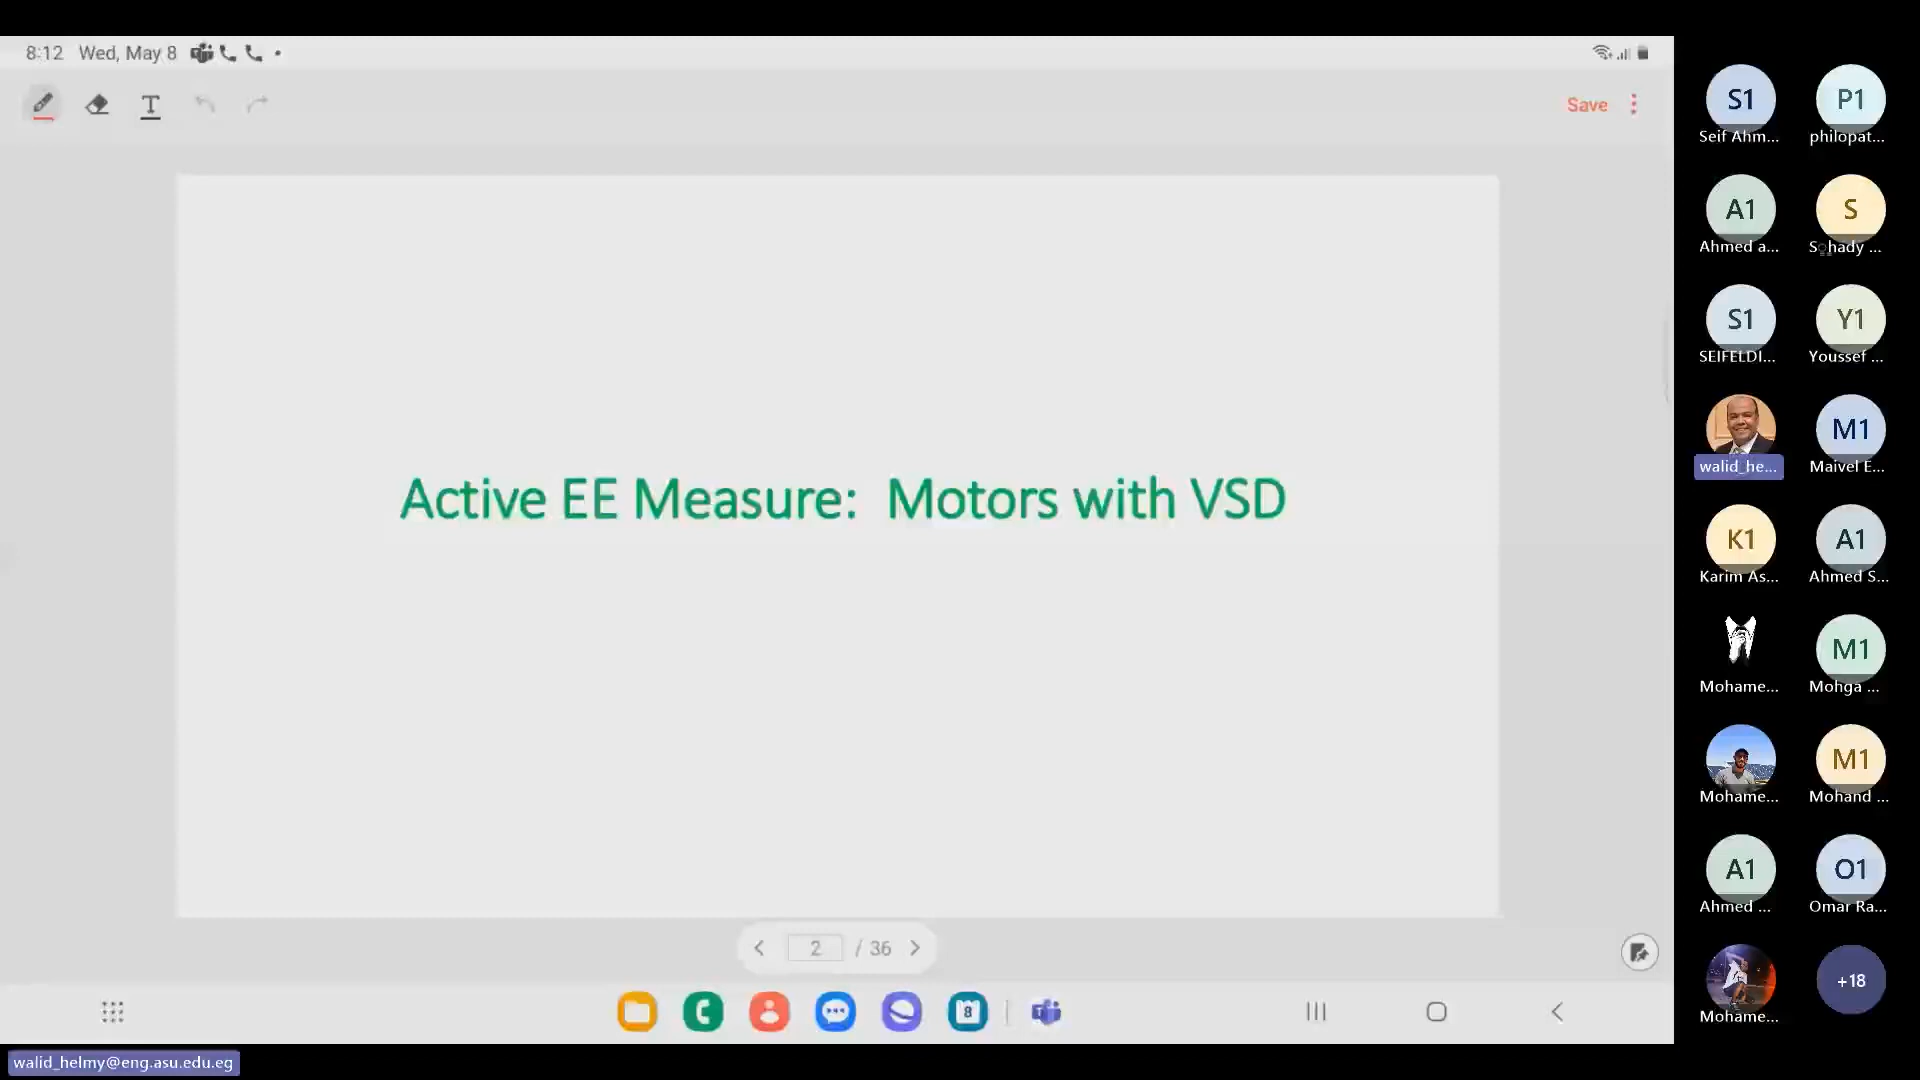 8:12 Wed, May 8
T
Save
Active EE Measure: Motors with VSD
2 / 36
8
walid_helmy@eng.asu.edu.eg
S1 P1
Seif Ahm... philopat...
A1 S
Ahmed a... Sohady ...
S1 Y1
SEIFELDI... Youssef ...
M1
walid_he... Maivel E...
K1 A1
Karim As... Ahmed S...
M1
Mohame... Mohga ...
M1
Mohame... Mohand ...
A1 O1
Ahmed ... Omar Ra...
+18
Mohame...